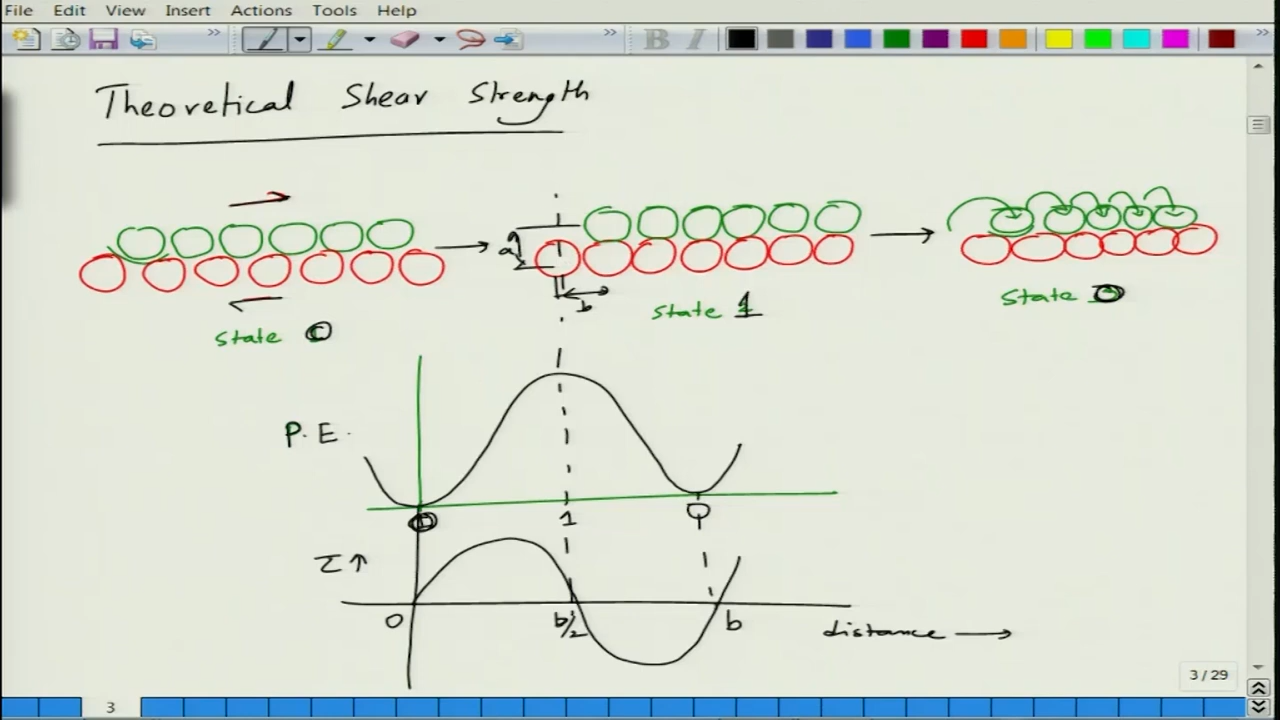 File Edit View Insert Actions Tools Help
B I
Theoretical Shear Strength
a
b
State 0
State 1
State 0
P.E.
0 1 0
τ↑
0 b/2 b distance
3/29
3